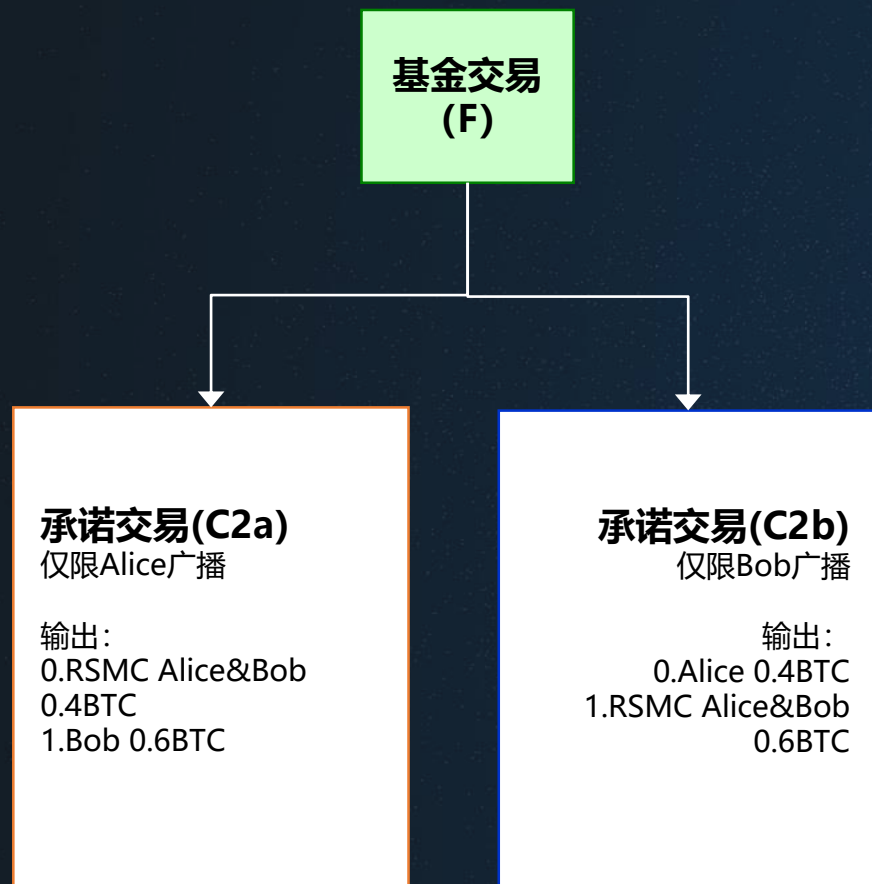 基金交易
(F)
承诺交易(C2a)
仅限Alice广播
输出：
0.RSMC Alice&Bob
0.4BTC
1.Bob 0.6BTC
承诺交易(C2b)
仅限Bob广播
输出：
0.Alice 0.4BTC
1.RSMC Alice&Bob
0.6BTC